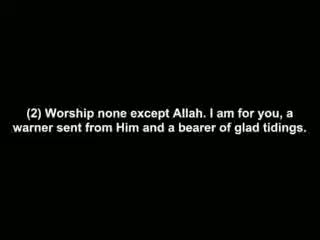 (2) Worship none except Allah. I am for you, a
warner sent from Him and a bearer of glad tidings.